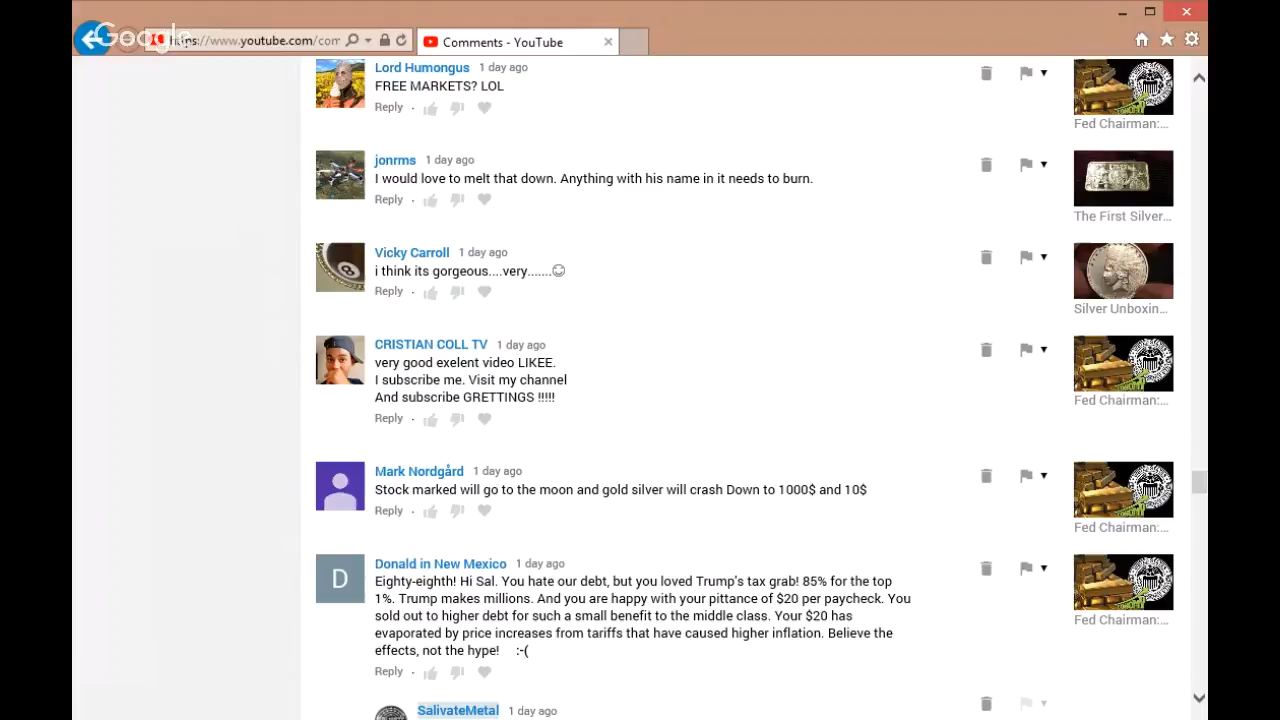 Google
https://www.youtube.com/com
Comments - YouTube
Lord Humongus 1 day ago
FREE MARKETS? LOL
Reply
Fed Chairman:...
jonrms 1 day ago
I would love to melt that down. Anything with his name in it needs to burn.
Reply
The First Silver...
Vicky Carroll 1 day ago
i think its gorgeous....very.......☺
Reply
Silver Unboxin...
CRISTIAN COLL TV 1 day ago
very good exelent video LIKEE.
I subscribe me. Visit my channel
And subscribe GRETTINGS !!!!!
Reply
Fed Chairman:...
Mark Nordgård 1 day ago
Stock marked will go to the moon and gold silver will crash Down to 1000$ and 10$
Reply
Fed Chairman:...
D
Donald in New Mexico 1 day ago
Eighty-eighth! Hi Sal. You hate our debt, but you loved Trump's tax grab! 85% for the top
1%. Trump makes millions. And you are happy with your pittance of $20 per paycheck. You
sold out to higher debt for such a small benefit to the middle class. Your $20 has
evaporated by price increases from tariffs that have caused higher inflation. Believe the
effects, not the hype! :-(
Reply
Fed Chairman:...
SalivateMetal 1 day ago